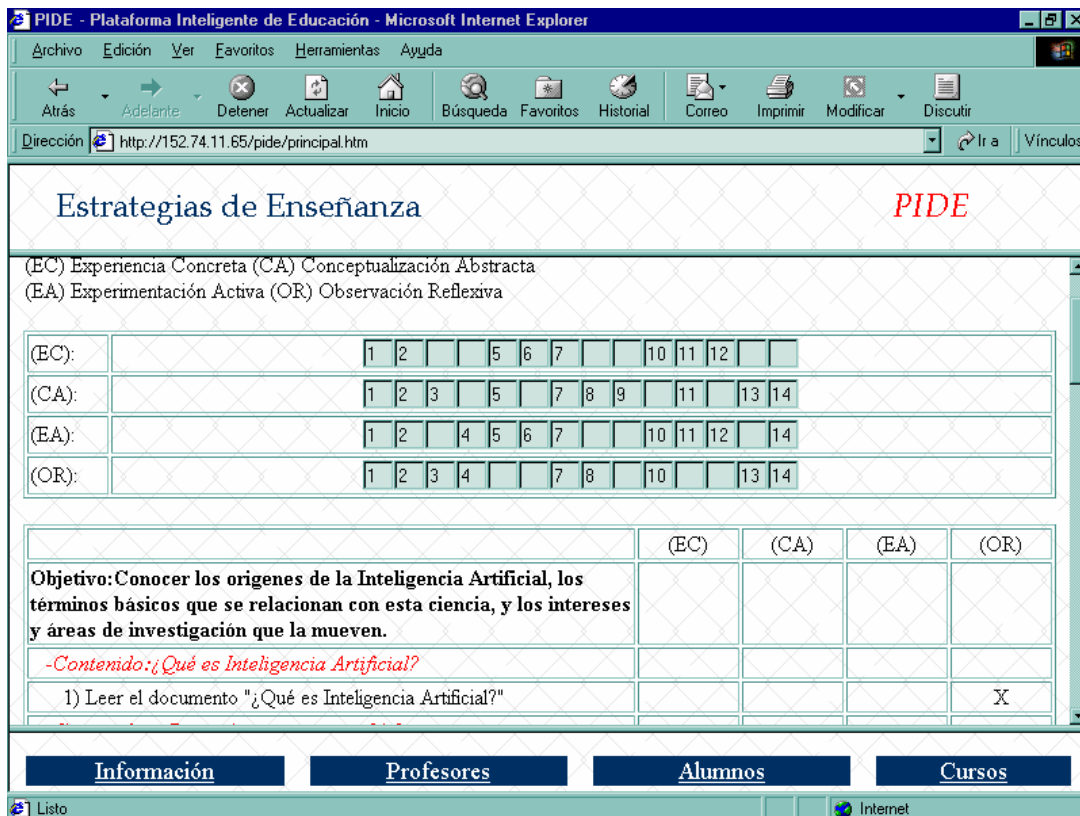 PIDE - Plataforma Inteligente de Educación - Microsoft Internet Explorer
Archivo Edición Ver Favoritos Herramientas Ayuda
Atrás Adelante Detener Actualizar Inicio Búsqueda Favoritos Historial Correo Imprimir Modificar Discutir
Dirección http://152.74.11.65/pide/principal.htm Ir a Vínculos
Estrategias de Enseñanza PIDE
(EC) Experiencia Concreta (CA) Conceptualización Abstracta
(EA) Experimentación Activa (OR) Observación Reflexiva
(EC): 1 2 5 6 7 10 11 12
(CA): 1 2 3 5 7 8 9 11 13 14
(EA): 1 2 4 5 6 7 10 11 12 14
(OR): 1 2 3 4 7 8 10 13 14
(EC) (CA) (EA) (OR)
Objetivo:Conocer los origenes de la Inteligencia Artificial, los
términos básicos que se relacionan con esta ciencia, y los intereses
y áreas de investigación que la mueven.
-Contenido:¿Qué es Inteligencia Artificial?
1) Leer el documento "¿Qué es Inteligencia Artificial?" X
Información Profesores Alumnos Cursos
Listo Internet